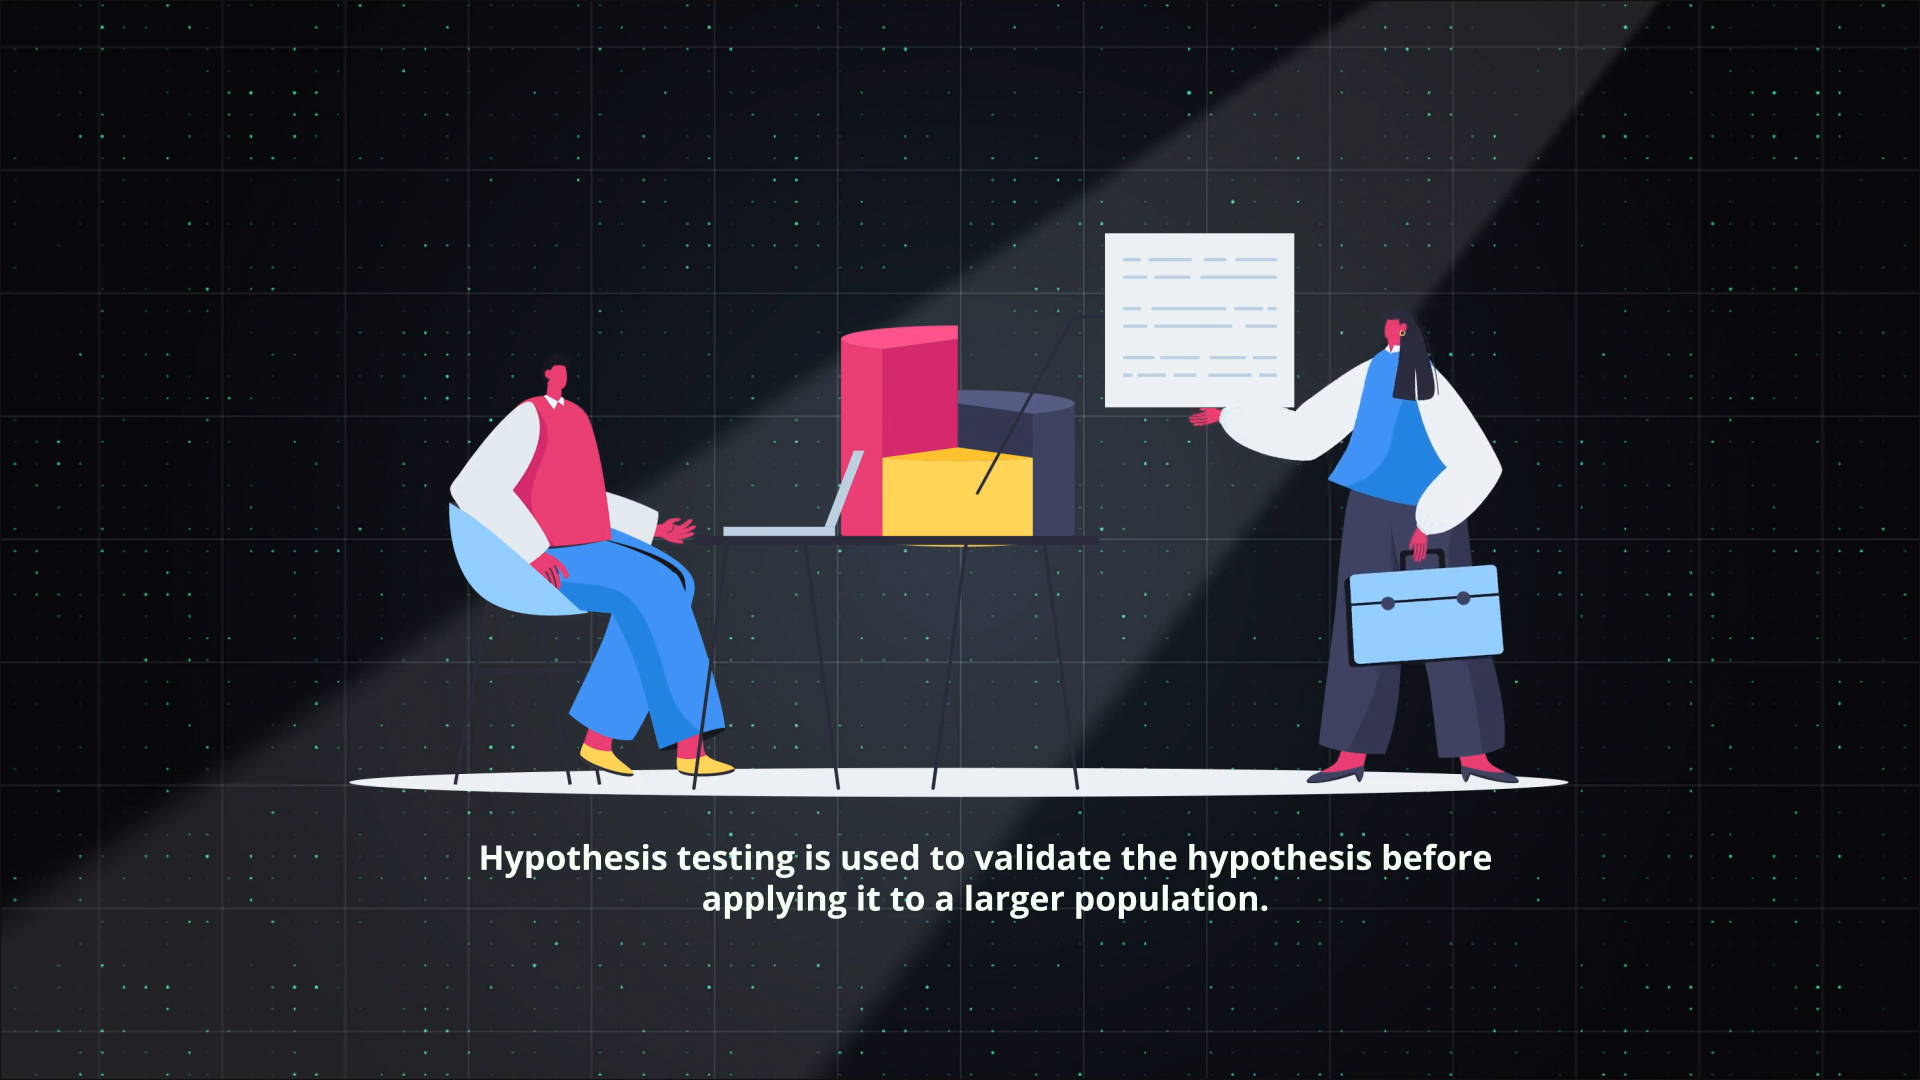 Hypothesis testing is used to validate the hypothesis before
applying it to a larger population.